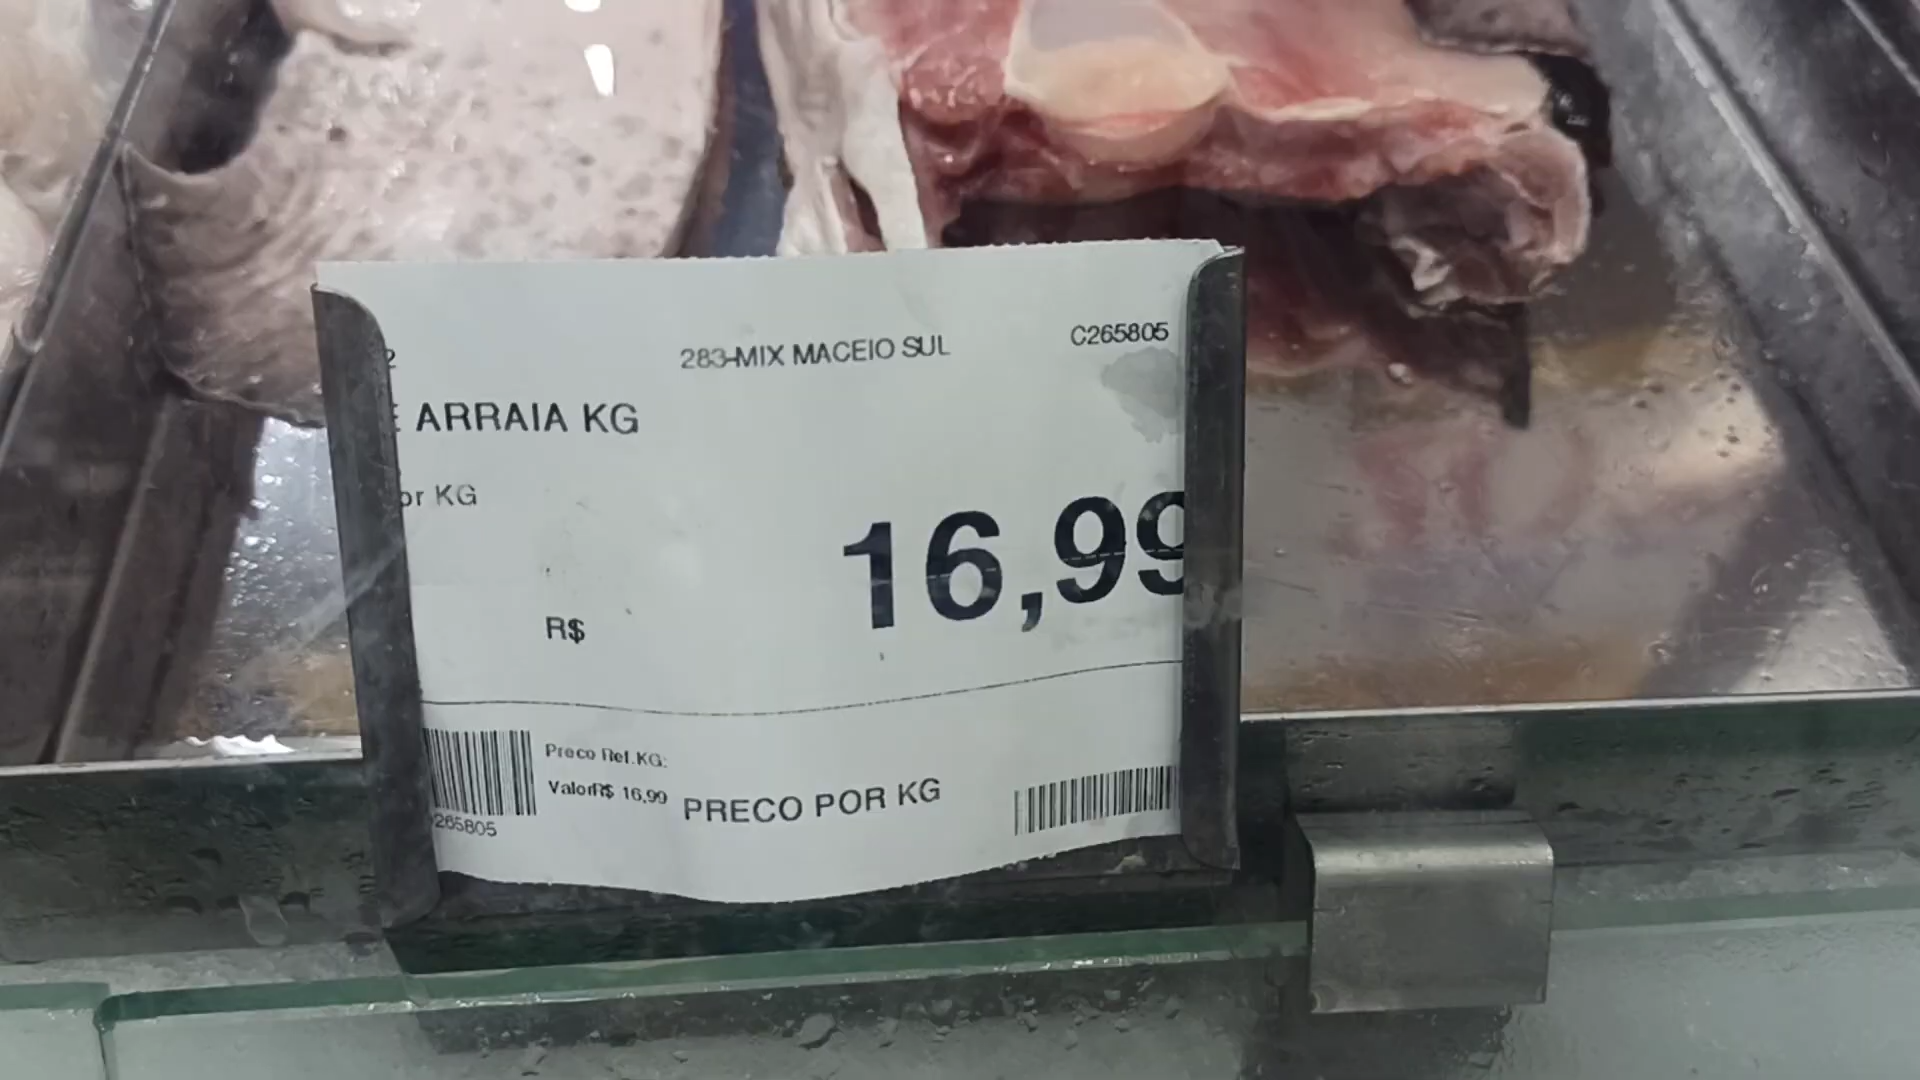 2 283-MIX MACEIO SUL C265805
E ARRAIA KG
or KG
16,99
R$
Preco Ref.KG:
ValorR$ 16,99 PRECO POR KG
265805